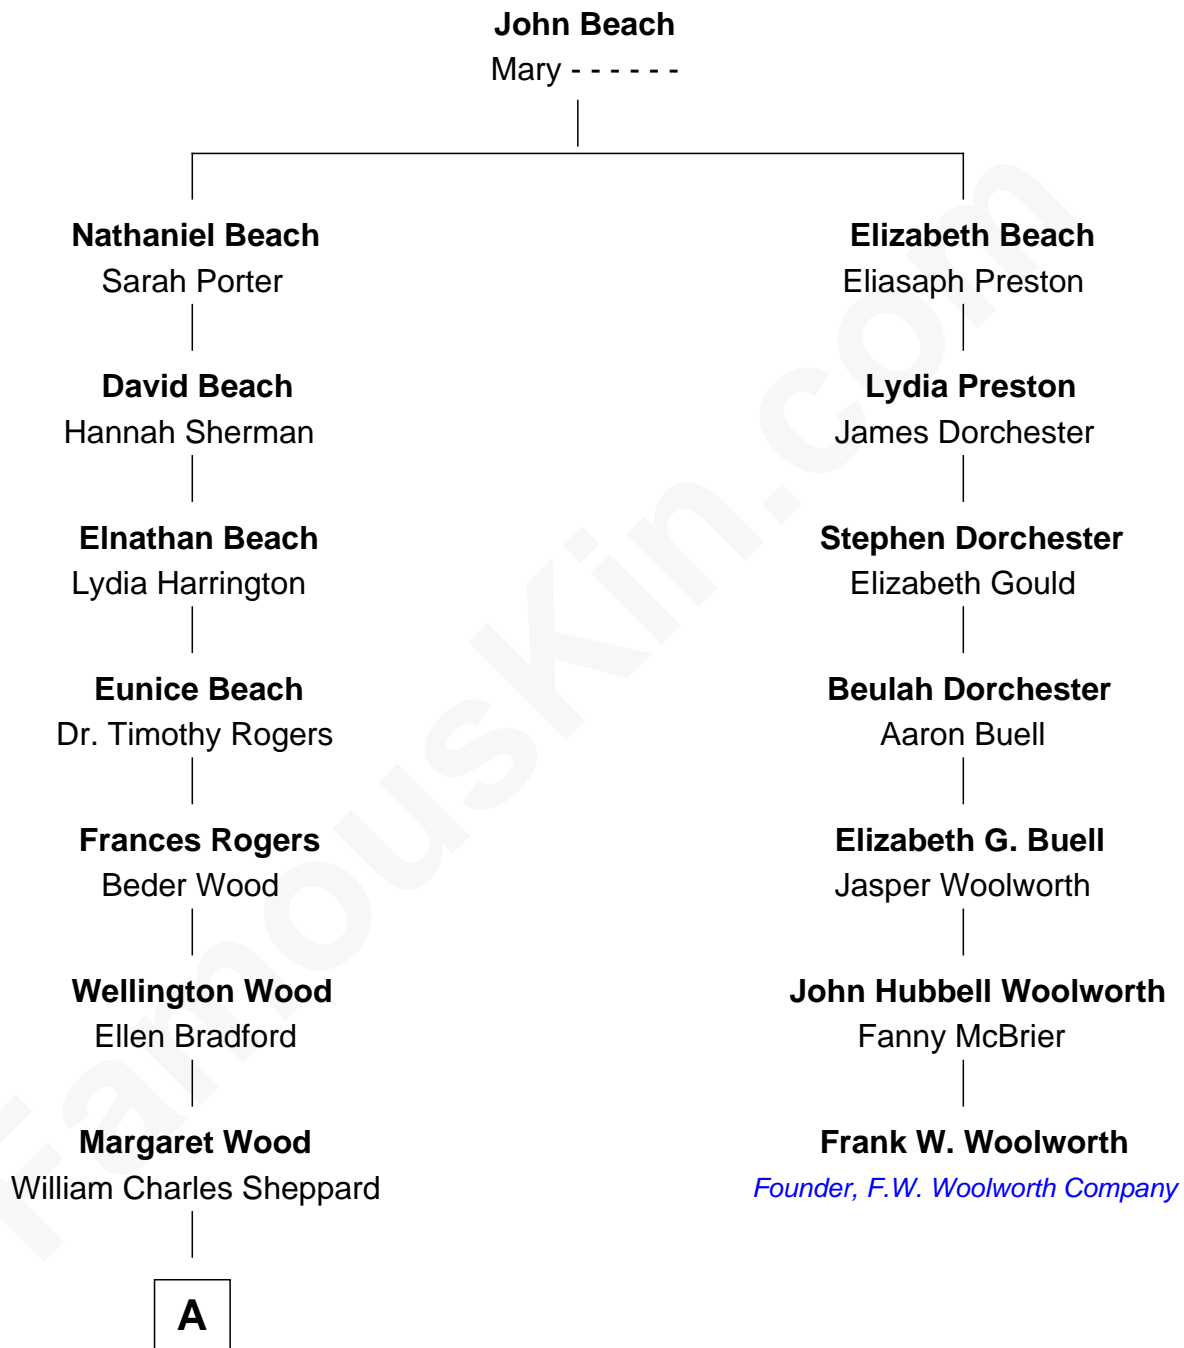 John Beach
Mary - - - - - -
Nathaniel Beach
Sarah Porter
Elizabeth Beach
Eliasaph Preston
David Beach
Hannah Sherman
Lydia Preston
James Dorchester
Elnathan Beach
Lydia Harrington
Stephen Dorchester
Elizabeth Gould
Eunice Beach
Dr. Timothy Rogers
Beulah Dorchester
Aaron Buell
Frances Rogers
Beder Wood
Elizabeth G. Buell
Jasper Woolworth
Wellington Wood
Ellen Bradford
John Hubbell Woolworth
Fanny McBrier
Margaret Wood
William Charles Sheppard
Frank W. Woolworth
Founder, F.W. Woolworth Company
A
FamousKin.com